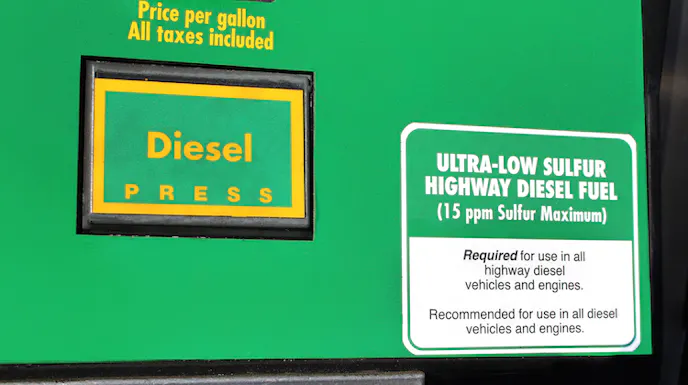 Price per gallon
All taxes included
Diesel
PRESS
ULTRA-LOW SULFUR
HIGHWAY DIESEL FUEL
(15 ppm Sulfur Maximum)
Required for use in all
highway diesel
vehicles and engines.
Recommended for use in all diesel
vehicles and engines.